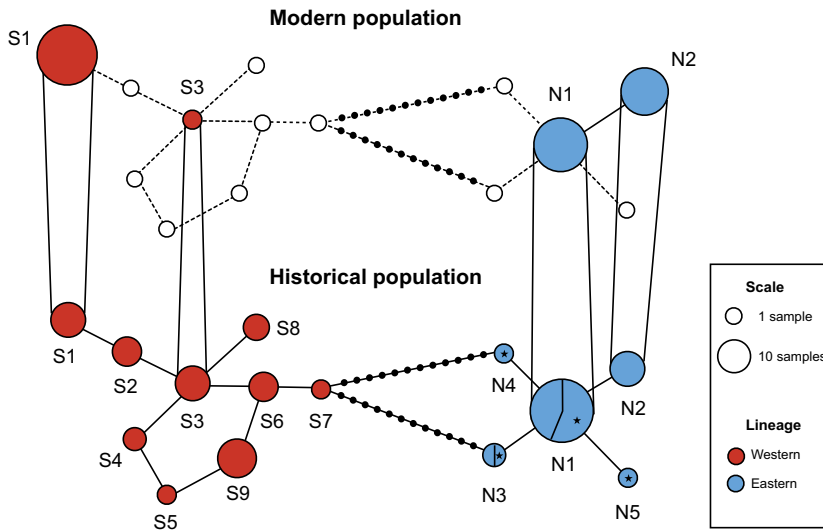 Modern population
S1
S3
N1
N2
Historical population
S1
S2
S3
S8
S6
S7
S4
S5
S9
N4
N3
N1
N2
N5
Scale
1 sample
10 samples
Lineage
Western
Eastern